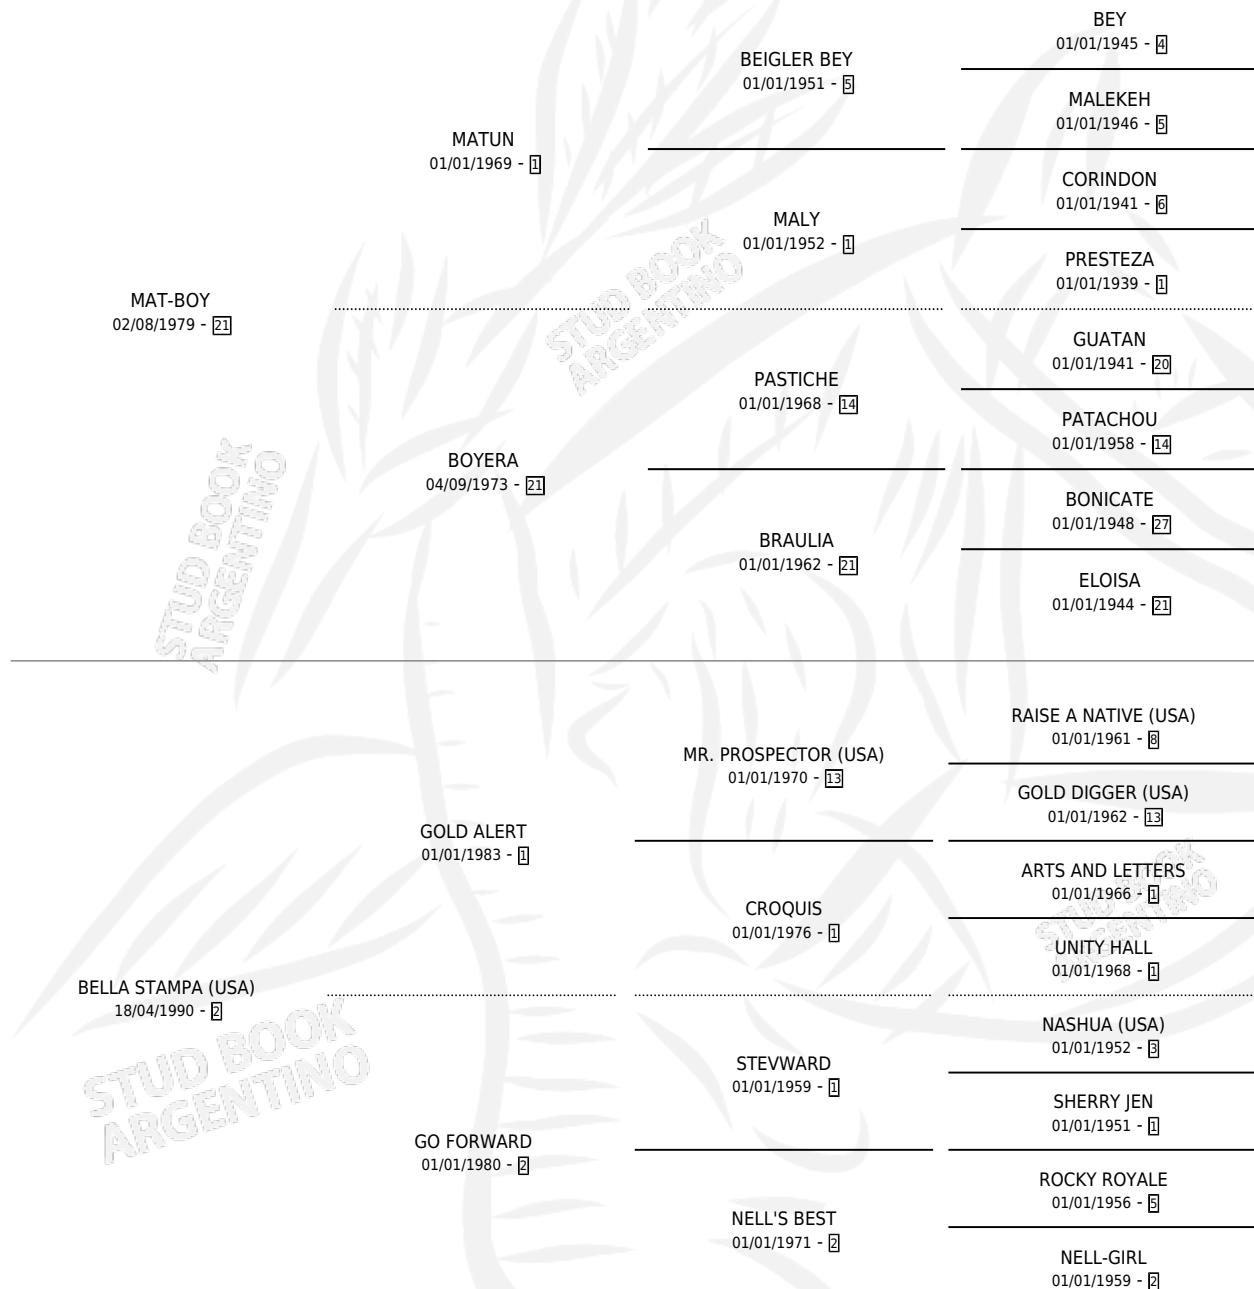 BEY
01/01/1945 - 4
BEIGLER BEY
01/01/1951 - 5
MALEKEH
01/01/1946 - 5
MATUN
01/01/1969 - 1
CORINDON
01/01/1941 - 6
MALY
01/01/1952 - 1
PRESTEZA
01/01/1939 - 1
MAT-BOY
02/08/1979 - 21
GUATAN
01/01/1941 - 20
PASTICHE
01/01/1968 - 14
PATACHOU
01/01/1958 - 14
BOYERA
04/09/1973 - 21
BONICATE
01/01/1948 - 27
BRAULIA
01/01/1962 - 21
ELOISA
01/01/1944 - 21
RAISE A NATIVE (USA)
01/01/1961 - 8
MR. PROSPECTOR (USA)
01/01/1970 - 13
GOLD DIGGER (USA)
01/01/1962 - 13
GOLD ALERT
01/01/1983 - 1
ARTS AND LETTERS
01/01/1966 - 1
CROQUIS
01/01/1976 - 1
UNITY HALL
01/01/1968 - 1
BELLA STAMPA (USA)
18/04/1990 - 2
NASHUA (USA)
01/01/1952 - 3
STEVWARD
01/01/1959 - 1
SHERRY JEN
01/01/1951 - 1
GO FORWARD
01/01/1980 - 2
ROCKY ROYALE
01/01/1956 - 5
NELL'S BEST
01/01/1971 - 2
NELL-GIRL
01/01/1959 - 2
STUD BOOK
ARGENTINO
STUD BOOK
ARGENTINO
STUD BOOK
ARGENTINO
STUD BOOK
ARGENTINO